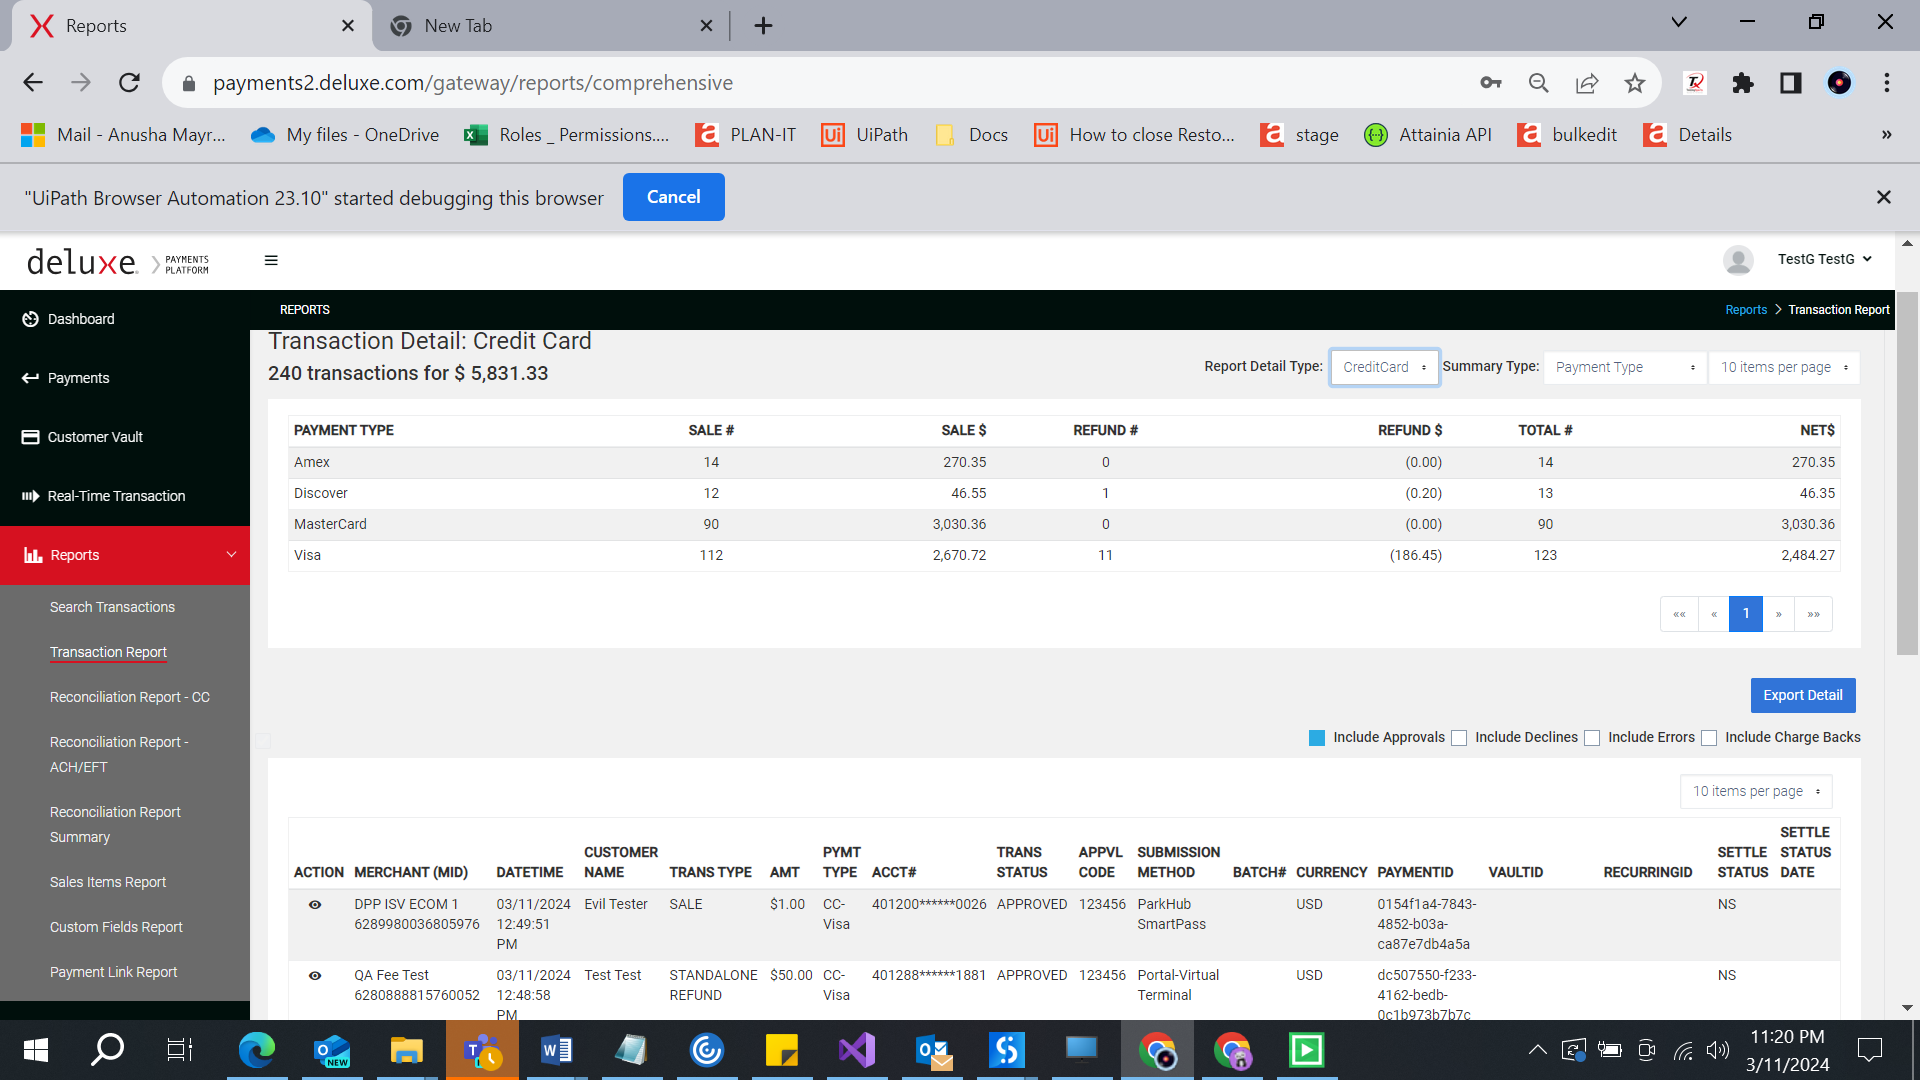 Reports
New Tab
payments2.deluxe.com/gateway/reports/comprehensive
Mail - Anusha Mayr...
My files - OneDrive
Roles _ Permissions....
PLAN-IT
UiPath
Docs
How to close Resto...
stage
Attainia API
bulkedit
Details
»
"UiPath Browser Automation 23.10" started debugging this browser
Cancel
deluxe. PAYMENTS PLATFORM
TestG TestG
Dashboard
Payments
Customer Vault
Real-Time Transaction
Reports
Search Transactions
Transaction Report
Reconciliation Report - CC
Reconciliation Report -
ACH/EFT
Reconciliation Report
Summary
Sales Items Report
Custom Fields Report
Payment Link Report
REPORTS
Reports > Transaction Report
Transaction Detail: Credit Card
240 transactions for $ 5,831.33
Report Detail Type: CreditCard Summary Type: Payment Type 10 items per page
PAYMENT TYPE SALE # SALE $ REFUND # REFUND $ TOTAL # NET$
Amex 14 270.35 0 (0.00) 14 270.35
Discover 12 46.55 1 (0.20) 13 46.35
MasterCard 90 3,030.36 0 (0.00) 90 3,030.36
Visa 112 2,670.72 11 (186.45) 123 2,484.27
«« « 1 » »»
Export Detail
Include Approvals Include Declines Include Errors Include Charge Backs
10 items per page
ACTION MERCHANT (MID) DATETIME CUSTOMER NAME TRANS TYPE AMT PYMT TYPE ACCT# TRANS STATUS APPVL CODE SUBMISSION METHOD BATCH# CURRENCY PAYMENTID VAULTID RECURRINGID SETTLE STATUS SETTLE STATUS DATE
DPP ISV ECOM 1 03/11/2024 Evil Tester SALE $1.00 CC- 401200******0026 APPROVED 123456 ParkHub USD 0154f1a4-7843- NS
6289980036805976 12:49:51 Visa SmartPass 4852-b03a-
PM ca87e7db4a5a
QA Fee Test 03/11/2024 Test Test STANDALONE $50.00 CC- 401288******1881 APPROVED 123456 Portal-Virtual USD dc507550-f233- NS
6280888815760052 12:48:58 REFUND Visa Terminal 4162-bedb-
PM 0c1b973b7b7c
NEW
11:20 PM
3/11/2024